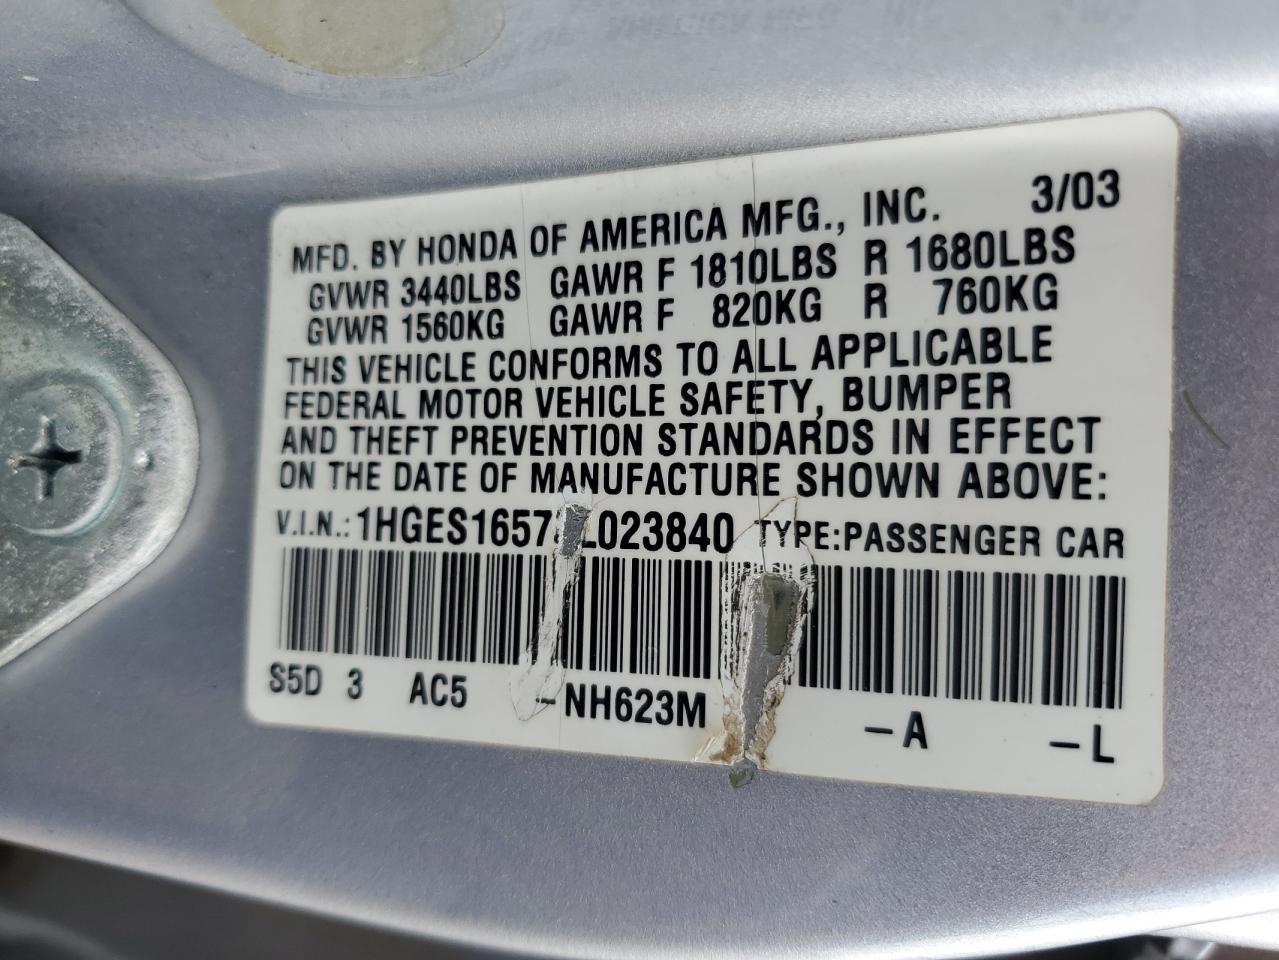 MFD. BY HONDA OF AMERICA MFG., INC. 3/03
GVWR 3440LBS GAWR F 1810LBS R 1680LBS
GVWR 1560KG GAWR F 820KG R 760KG
THIS VEHICLE CONFORMS TO ALL APPLICABLE
FEDERAL MOTOR VEHICLE SAFETY, BUMPER
AND THEFT PREVENTION STANDARDS IN EFFECT
ON THE DATE OF MANUFACTURE SHOWN ABOVE:
V.I.N.: TYPE:PASSENGER CAR
S5D 3 AC5 –NH623M –A –L